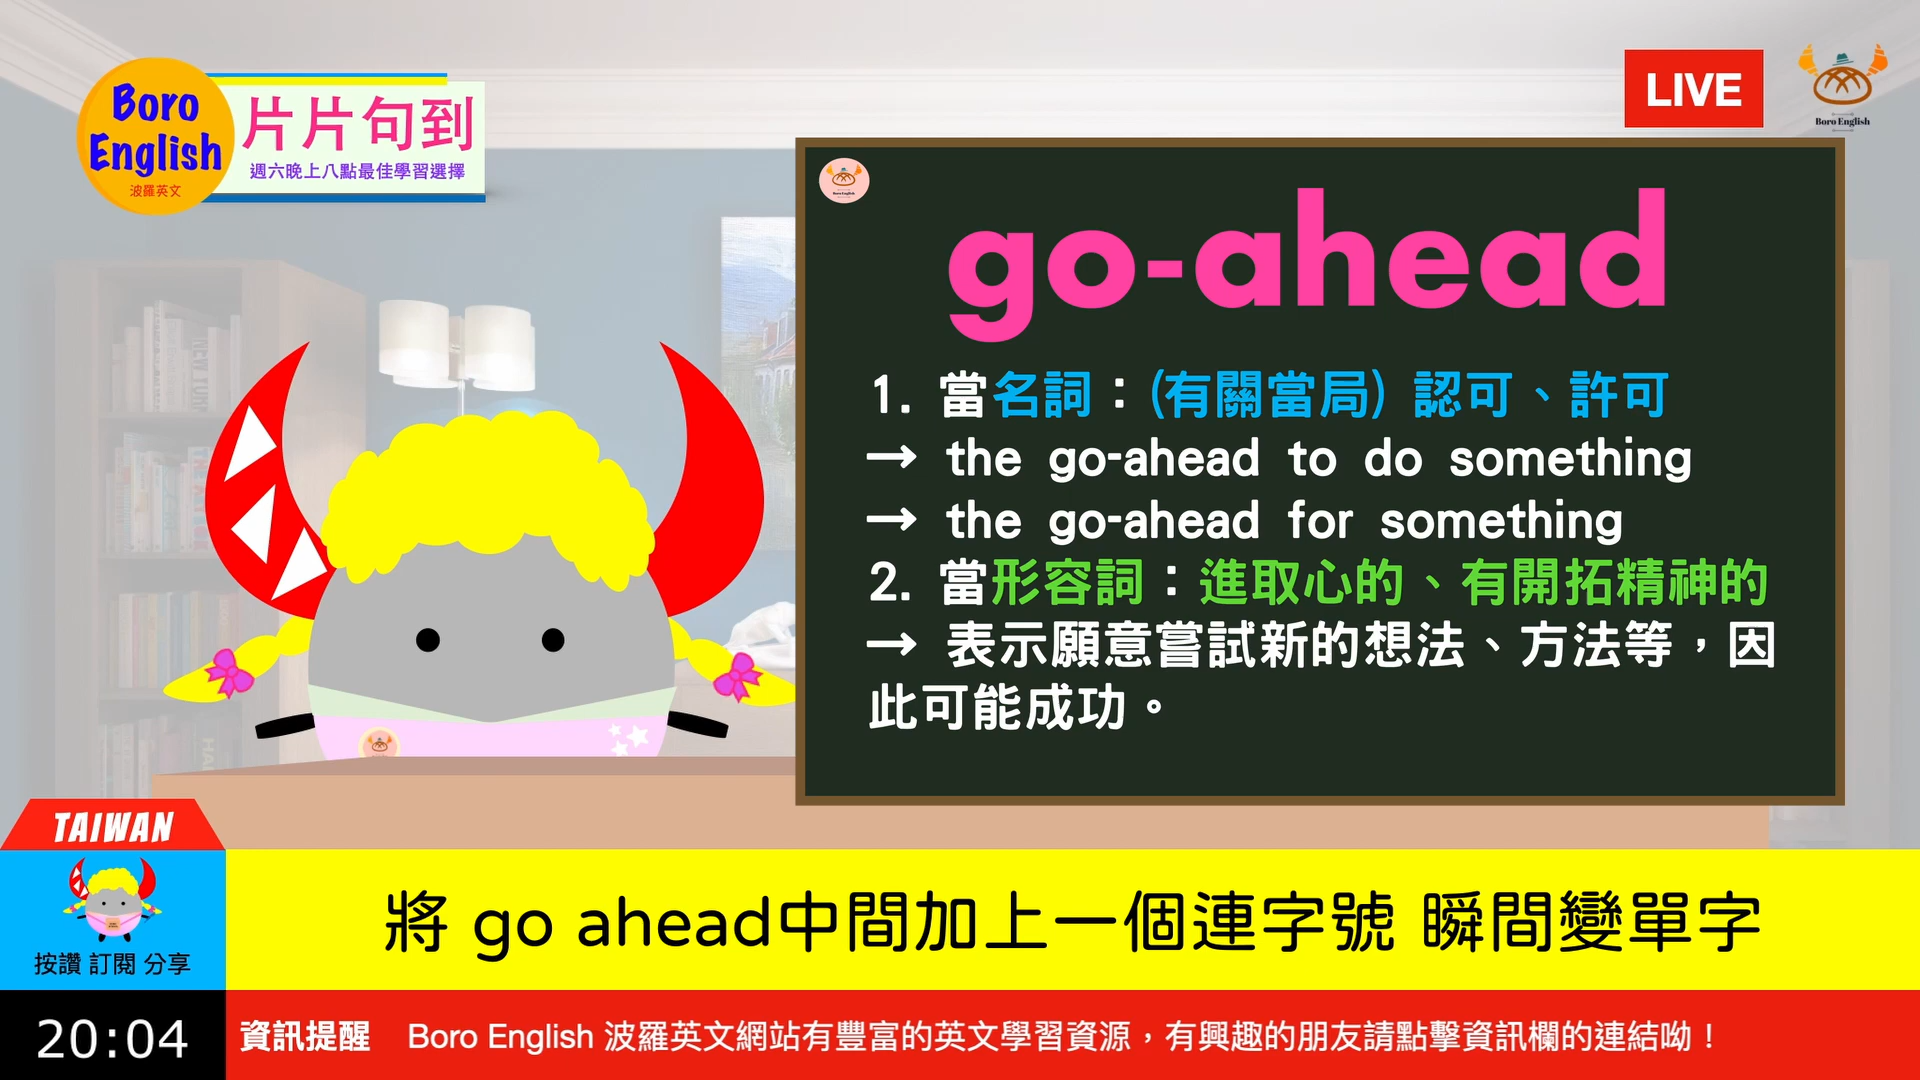 Boro
English
波羅英文
片片句到
週六晚上八點最佳學習選擇
LIVE
Boro English
go-ahead
1. 當名詞：(有關當局) 認可、許可
→ the go-ahead to do something
→ the go-ahead for something
2. 當形容詞：進取心的、有開拓精神的
→ 表示願意嘗試新的想法、方法等，因
此可能成功。
TAIWAN
按讚 訂閱 分享
將 go ahead中間加上一個連字號 瞬間變單字
20:04
資訊提醒 Boro English 波羅英文網站有豐富的英文學習資源，有興趣的朋友請點擊資訊欄的連結呦！